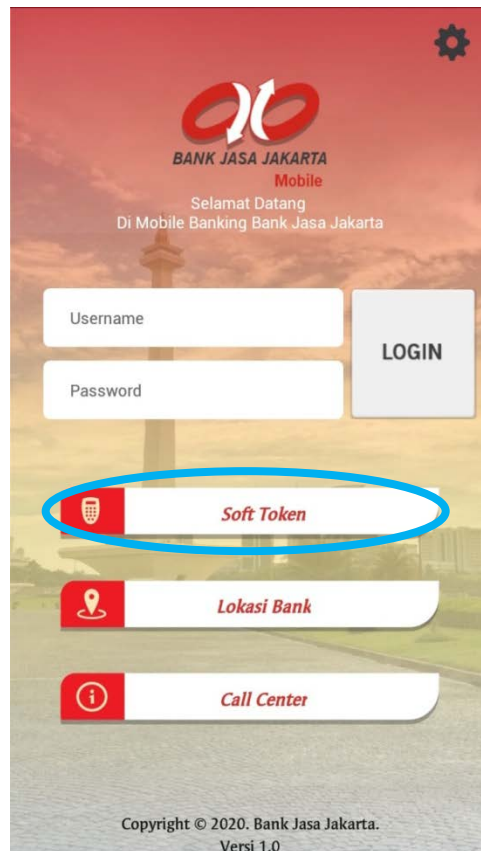 BANK JASA JAKARTA
Mobile
Selamat Datang
Di Mobile Banking Bank Jasa Jakarta
Username
LOGIN
Password
Soft Token
Lokasi Bank
Call Center
Copyright © 2020. Bank Jasa Jakarta.
Versi 1.0